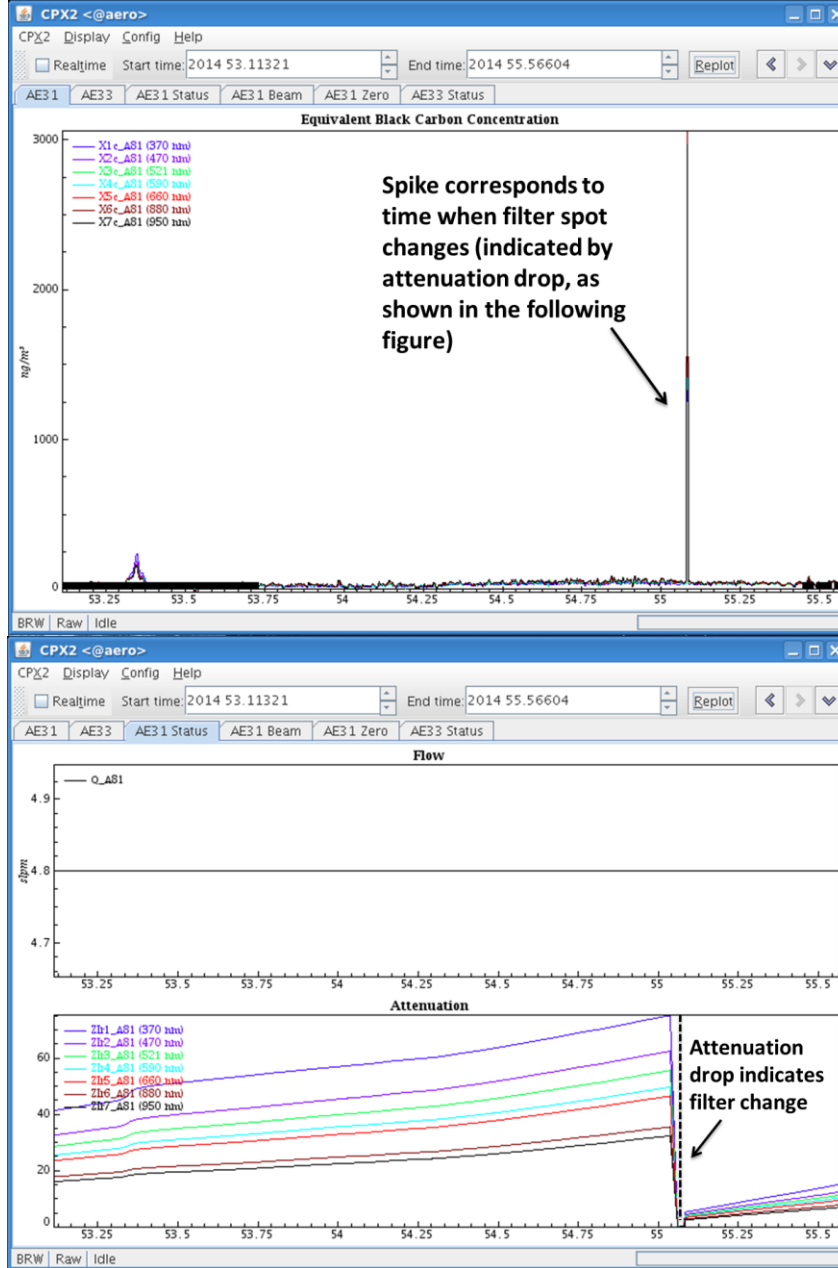 CPX2 <@aero>
CPX2 Display Config Help
Realtime Start time: 2014 53.11321 End time: 2014 55.56604 Replot
AE31 AE33 AE31 Status AE31 Beam AE31 Zero AE33 Status
Equivalent Black Carbon Concentration
3000
2000
1000
0
ng/m³
X1c_A81 (370 nm)
X2c_A81 (470 nm)
X3c_A81 (521 nm)
X4c_A81 (590 nm)
X5c_A81 (660 nm)
X6c_A81 (880 nm)
X7c_A81 (950 nm)
Spike corresponds to
time when filter spot
changes (indicated by
attenuation drop, as
shown in the following
figure)
53.25 53.5 53.75 54 54.25 54.5 54.75 55 55.25 55.5
BRW Raw Idle
CPX2 <@aero>
CPX2 Display Config Help
Realtime Start time: 2014 53.11321 End time: 2014 55.56604 Replot
AE31 AE33 AE31 Status AE31 Beam AE31 Zero AE33 Status
Flow
Q_A81
4.9
4.8
4.7
slpm
53.25 53.5 53.75 54 54.25 54.5 54.75 55 55.25 55.5
Attenuation
60
40
20
0
ZIr1_A81 (370 nm)
ZIr2_A81 (470 nm)
ZIr3_A81 (521 nm)
ZIr4_A81 (590 nm)
ZIr5_A81 (660 nm)
ZIr6_A81 (880 nm)
ZIr7_A81 (950 nm)
Attenuation
drop indicates
filter change
53.25 53.5 53.75 54 54.25 54.5 54.75 55 55.25 55.5
BRW Raw Idle